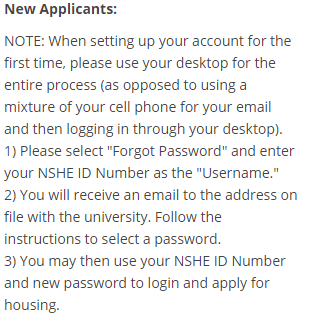 New Applicants:
NOTE: When setting up your account for the
first time, please use your desktop for the
entire process (as opposed to using a
mixture of your cell phone for your email
and then logging in through your desktop).
1) Please select "Forgot Password" and enter
your NSHE ID Number as the "Username."
2) You will receive an email to the address on
file with the university. Follow the
instructions to select a password.
3) You may then use your NSHE ID Number
and new password to login and apply for
housing.